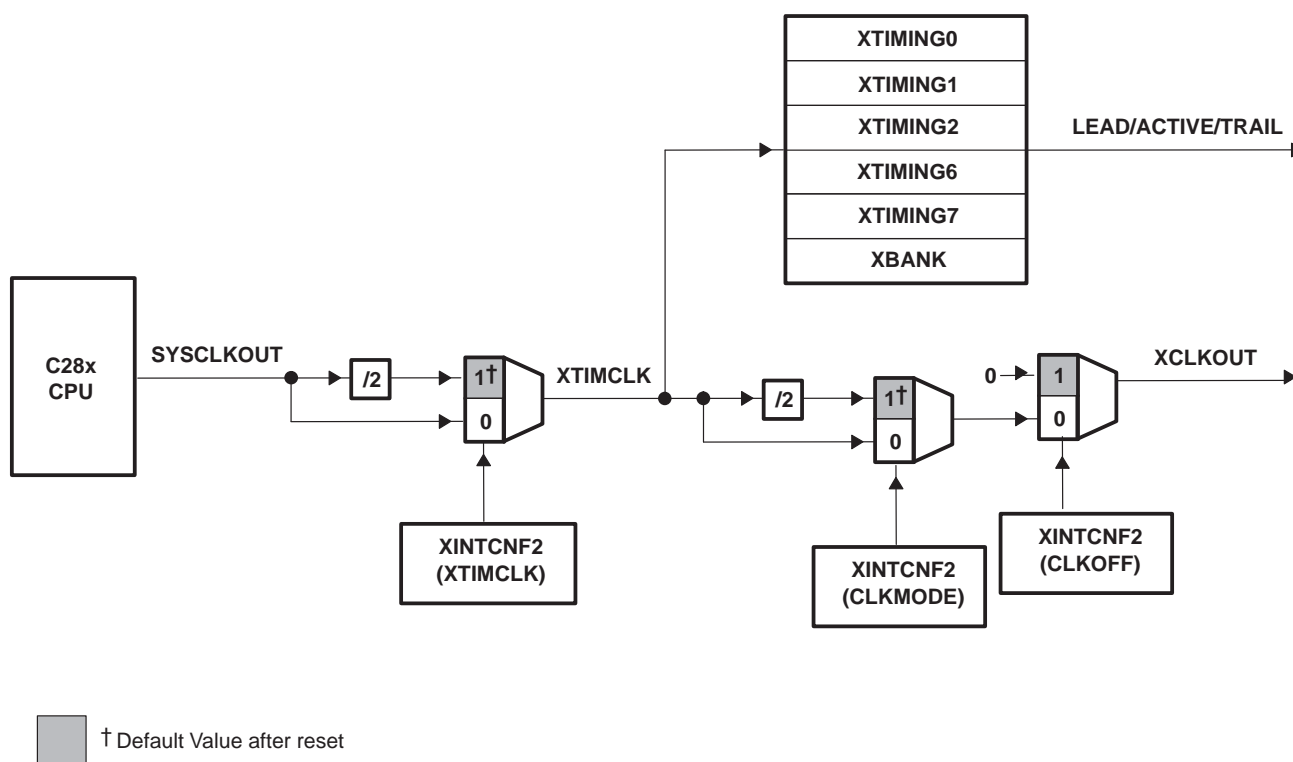 XTIMING0
XTIMING1
XTIMING2
LEAD/ACTIVE/TRAIL
XTIMING6
XTIMING7
XBANK
C28x
CPU
SYSCLKOUT
/2
1†
0
XTIMCLK
/2
1†
0
0
1
0
XCLKOUT
XINTCNF2
(XTIMCLK)
XINTCNF2
(CLKMODE)
XINTCNF2
(CLKOFF)
† Default Value after reset